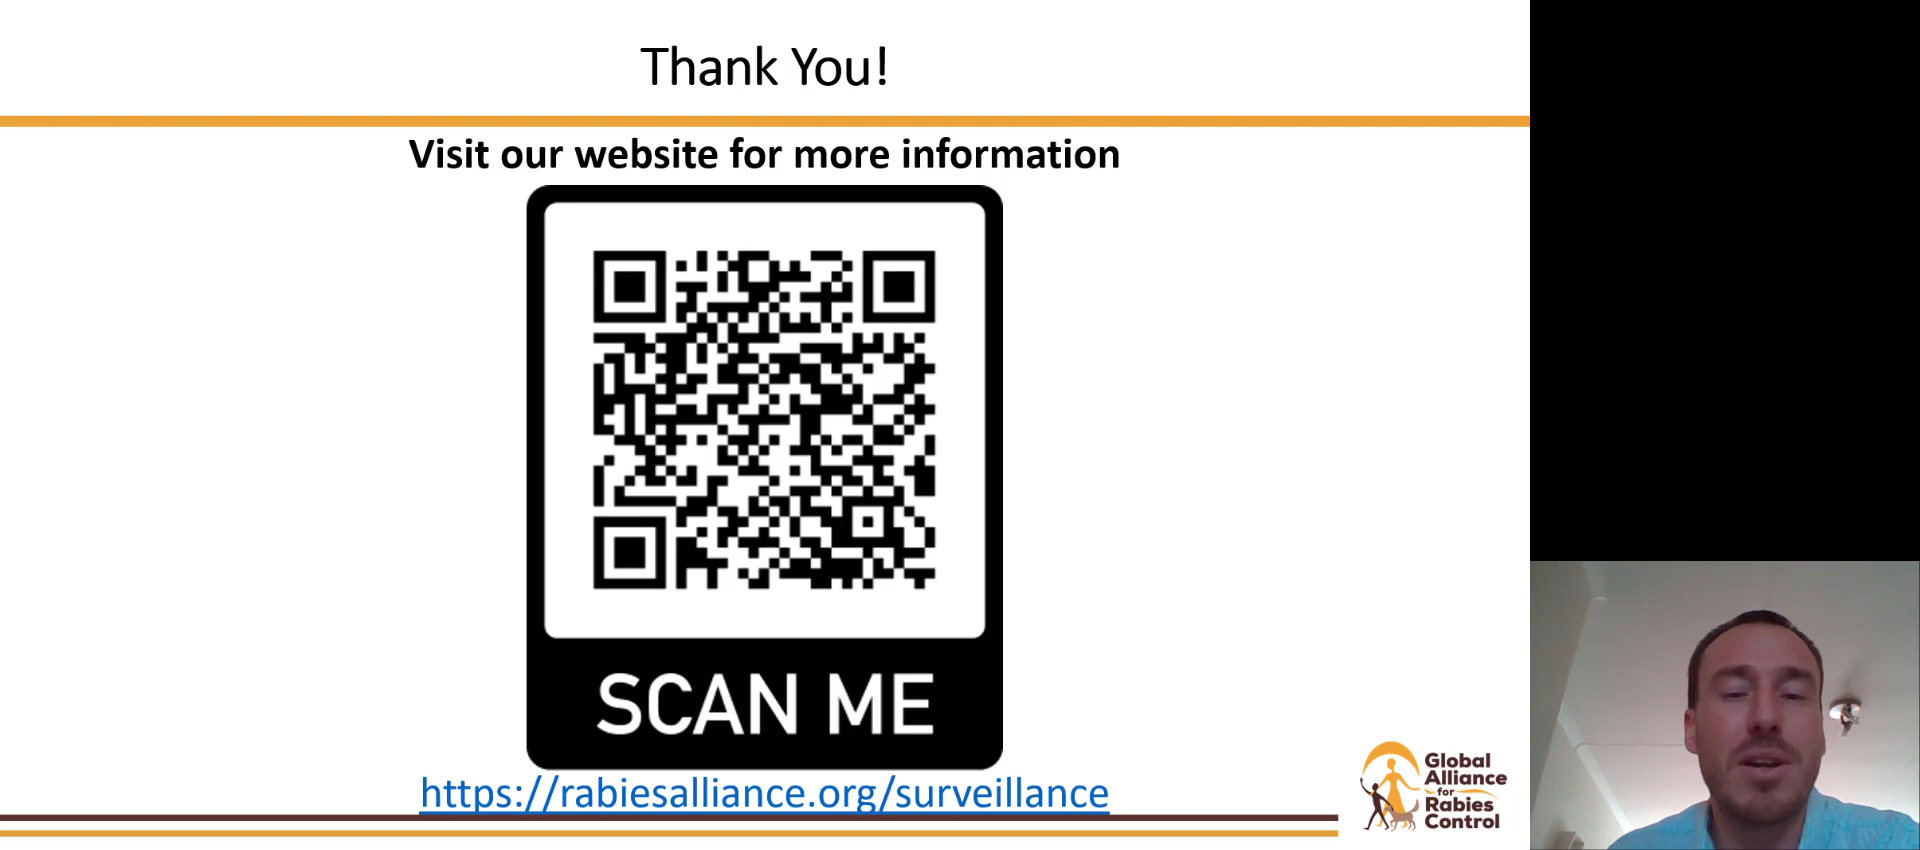 Thank You!
Visit our website for more information
SCAN ME
https://rabiesalliance.org/surveillance
Global
Alliance
for
Rabies
Control